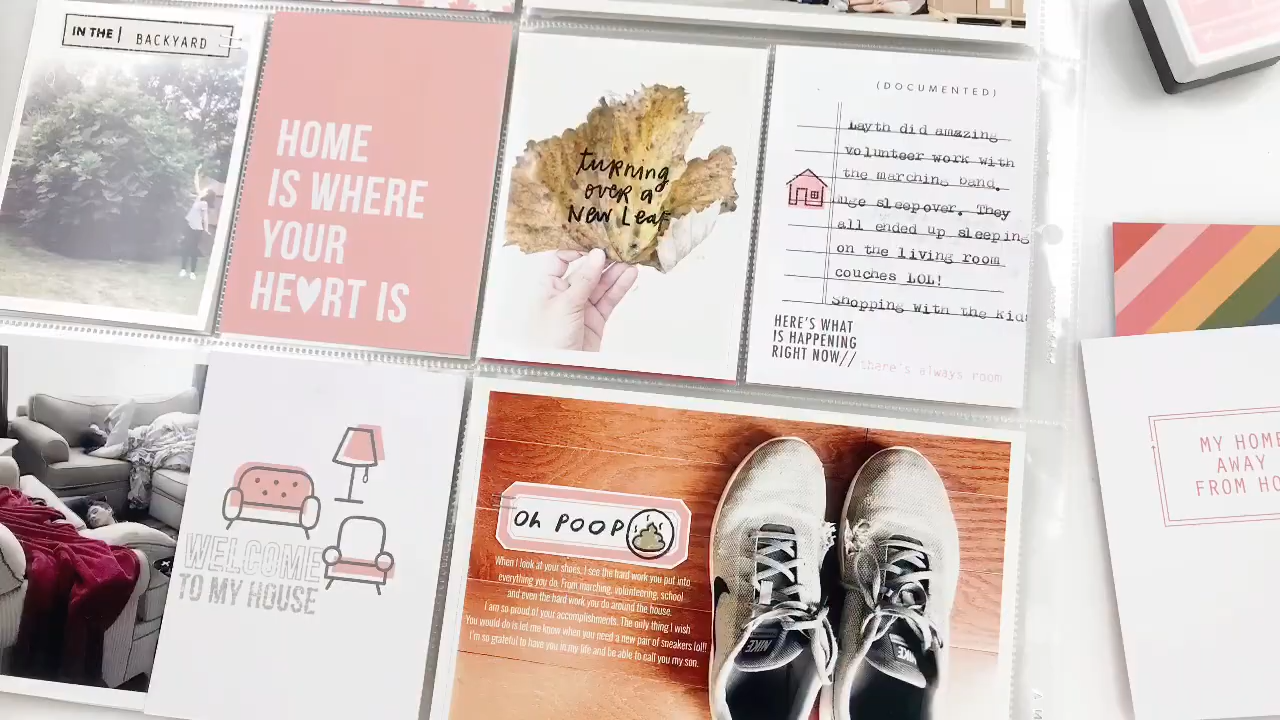 IN THE | BACKYARD
HOME
IS WHERE
YOUR
HE♥RT IS
turning
over a
New Leaf
(DOCUMENTED)
Layth did amazing
volunteer work with
the marching band.
Huge sleepover. They
all ended up sleeping
on the living room
couches LOL!
Shopping with the kids
HERE'S WHAT
IS HAPPENING
RIGHT NOW// there's always room
MY HOME
AWAY
FROM HO
WELCOME
TO MY HOUSE
Oh POOP
When I look at your shoes, I see the hard work you put into
everything you do. From marching, volunteering, school
and even the hard work you do around the house.
I am so proud of your accomplishments. The only thing I wish
You would do is let me know when you need a new pair of sneakers lol!!
I'm so grateful to have you in my life and be able to call you my son.
NIKE
NIKE